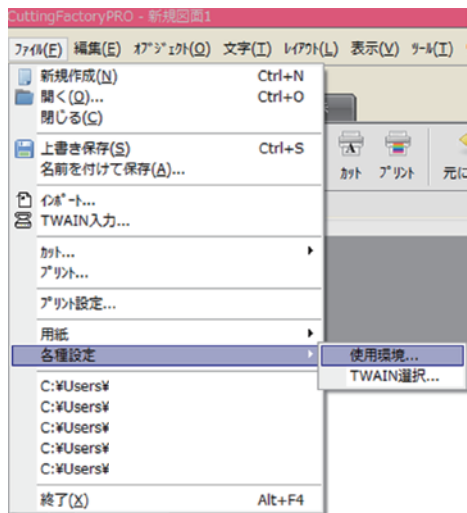 CuttingFactoryPRO - 新規図面1
ファイル(F) 編集(E) オブジェクト(O) 文字(T) レイアウト(L) 表示(V) ツール(T)
新規作成(N) Ctrl+N
開く(O)... Ctrl+O
閉じる(C)
上書き保存(S) Ctrl+S
名前を付けて保存(A)...
カット プリント 元に
インポート...
TWAIN入力...
カット...
プリント...
プリント設定...
用紙
各種設定
使用環境...
TWAIN選択...
C:¥Users¥
C:¥Users¥
C:¥Users¥
C:¥Users¥
C:¥Users¥
終了(X) Alt+F4